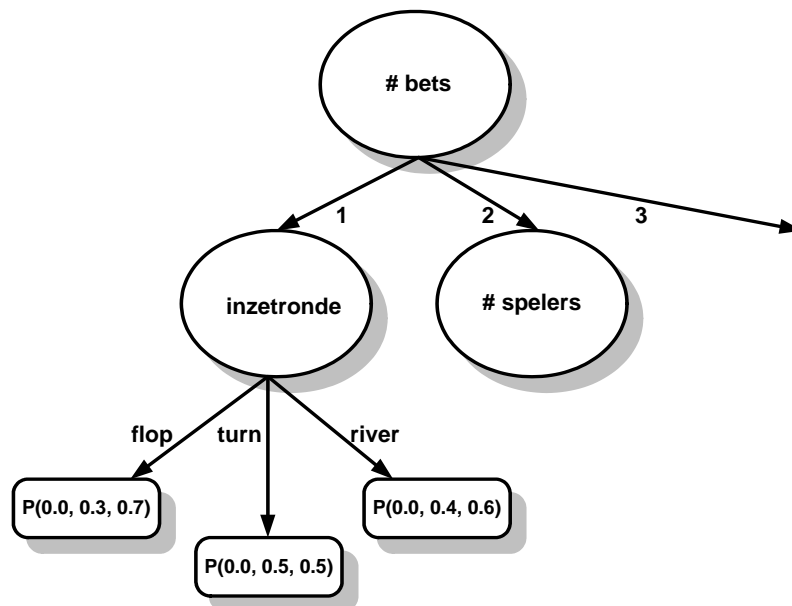 # bets
1
2
3
inzetronde
# spelers
flop
turn
river
P(0.0, 0.3, 0.7)
P(0.0, 0.4, 0.6)
P(0.0, 0.5, 0.5)